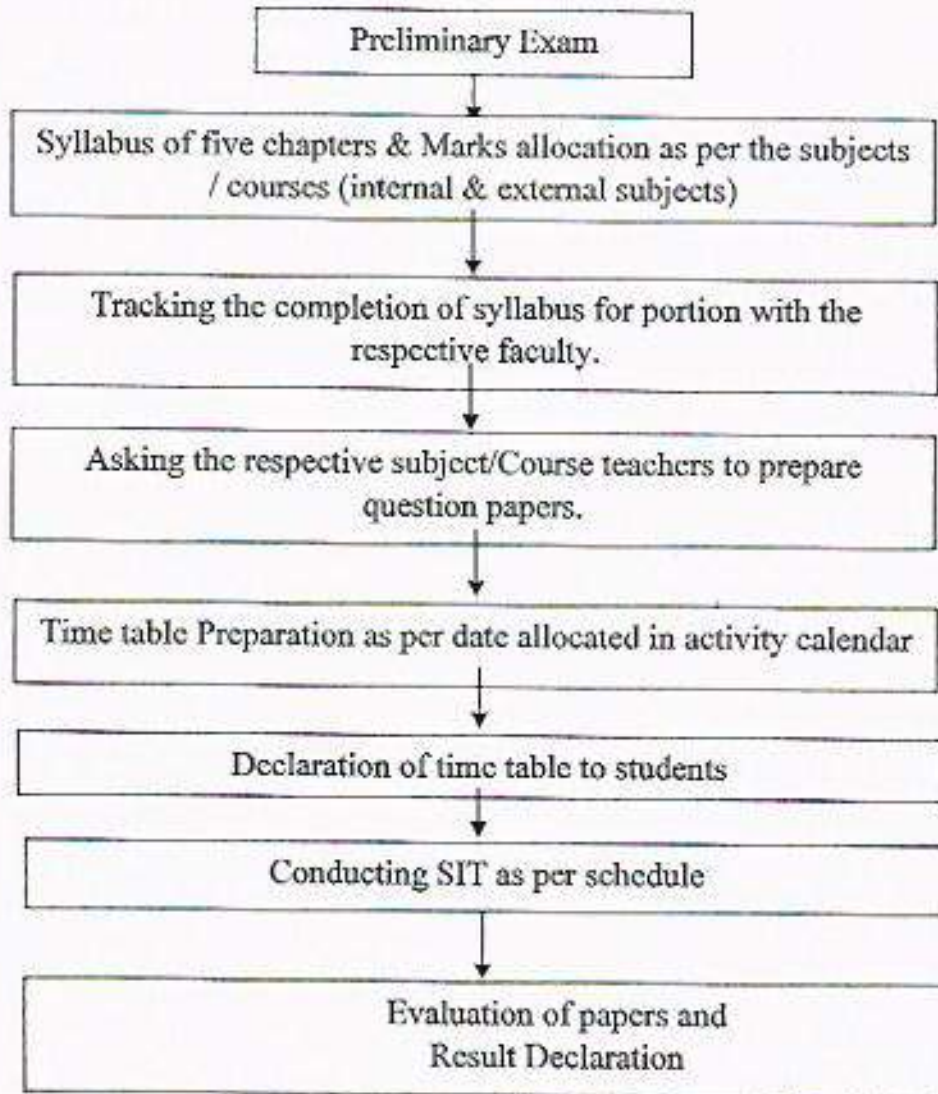 Preliminary Exam
Syllabus of five chapters & Marks allocation as per the subjects
/ courses (internal & external subjects)
Tracking the completion of syllabus for portion with the
respective faculty.
Asking the respective subject/Course teachers to prepare
question papers.
Time table Preparation as per date allocated in activity calendar
Declaration of time table to students
Conducting SIT as per schedule
Evaluation of papers and
Result Declaration